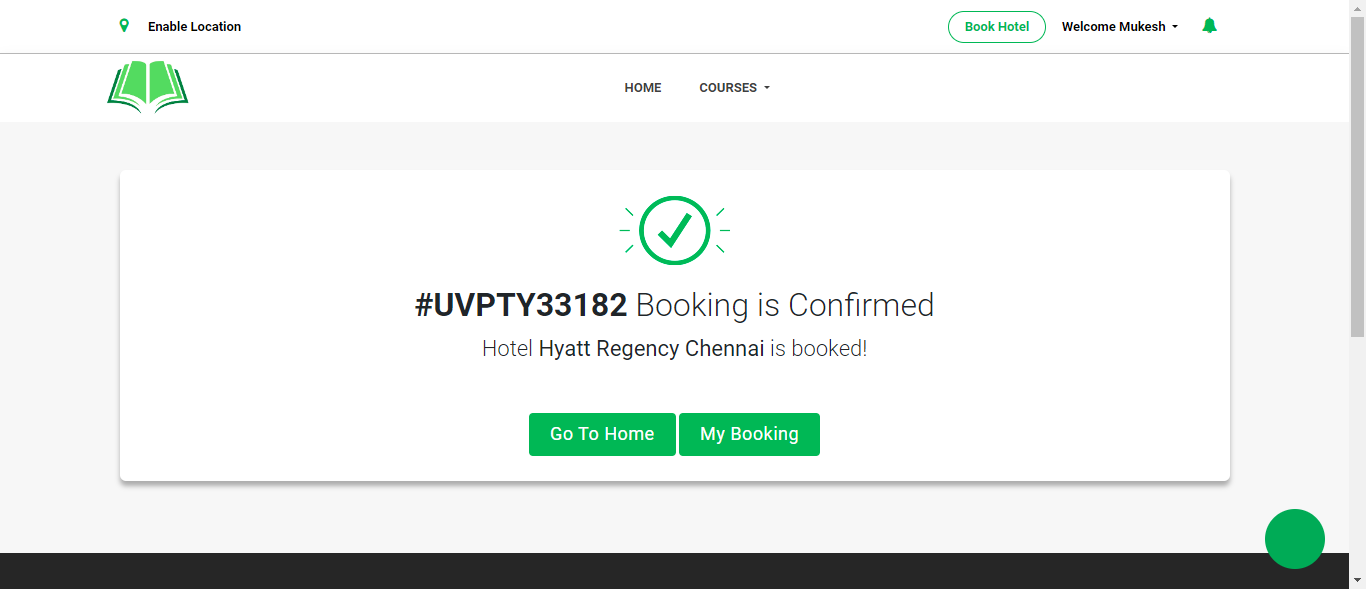 Enable Location
Book Hotel
Welcome Mukesh
HOME
COURSES
#UVPTY33182 Booking is Confirmed
Hotel Hyatt Regency Chennai is booked!
Go To Home
My Booking